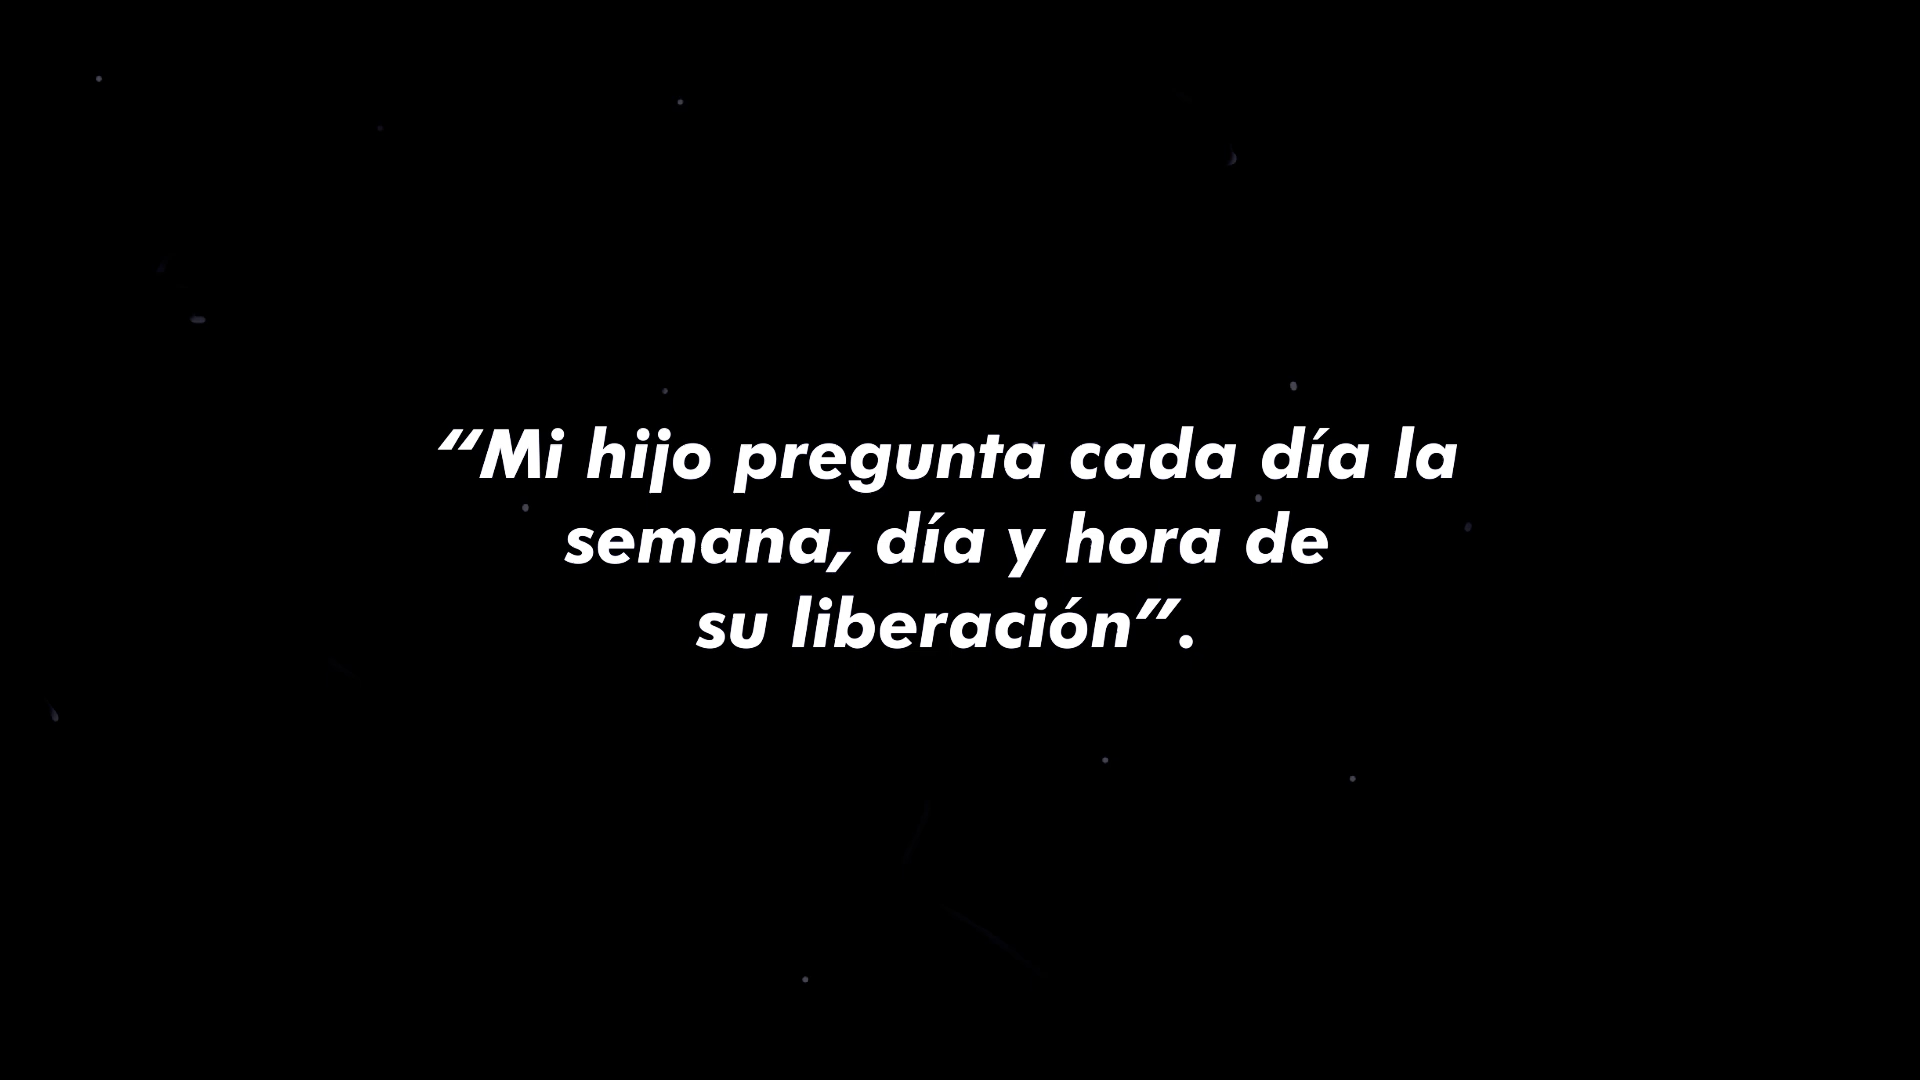 “Mi hijo pregunta cada día la
semana, día y hora de
su liberación”.